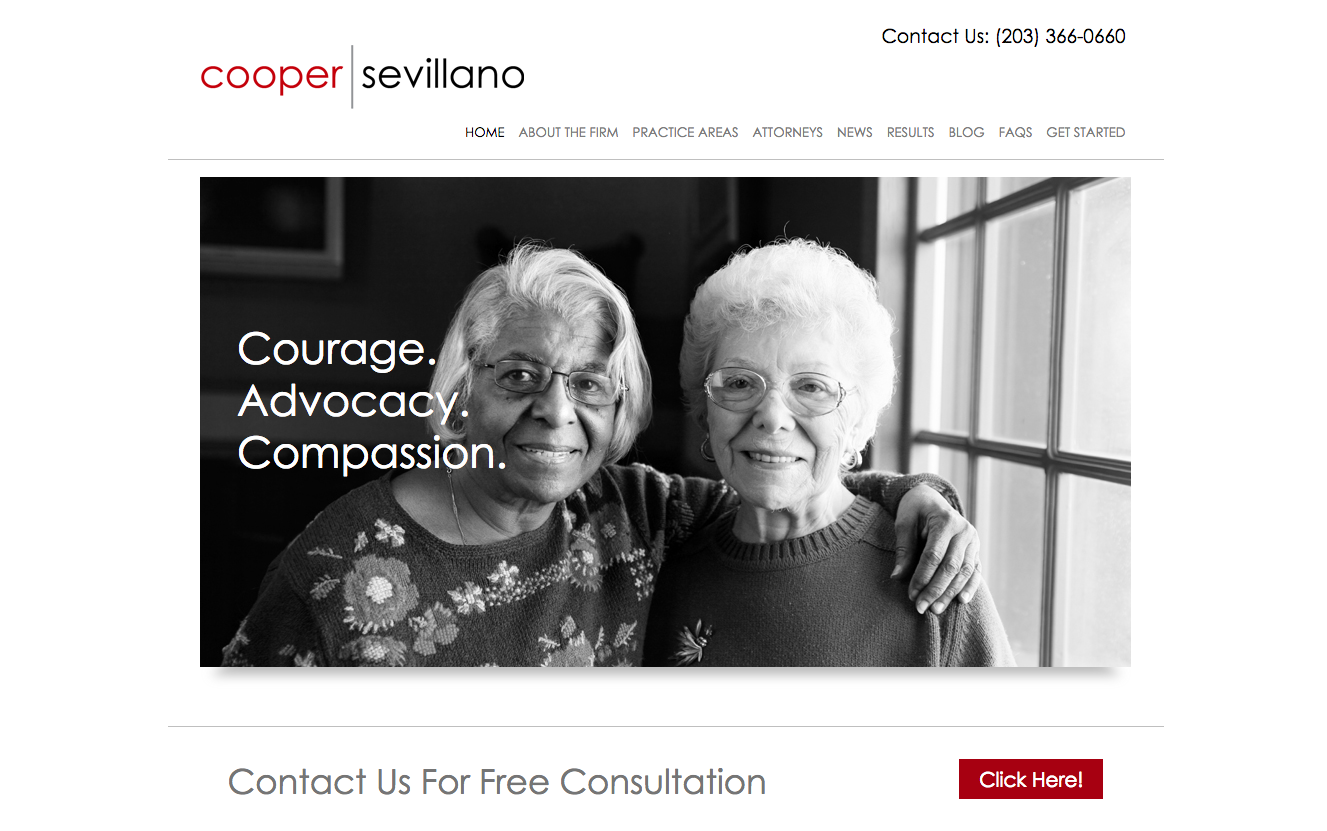 Contact Us: (203) 366-0660
cooper sevillano
HOME ABOUT THE FIRM PRACTICE AREAS ATTORNEYS NEWS RESULTS BLOG FAQS GET STARTED
Courage.
Advocacy.
Compassion.
Contact Us For Free Consultation
Click Here!